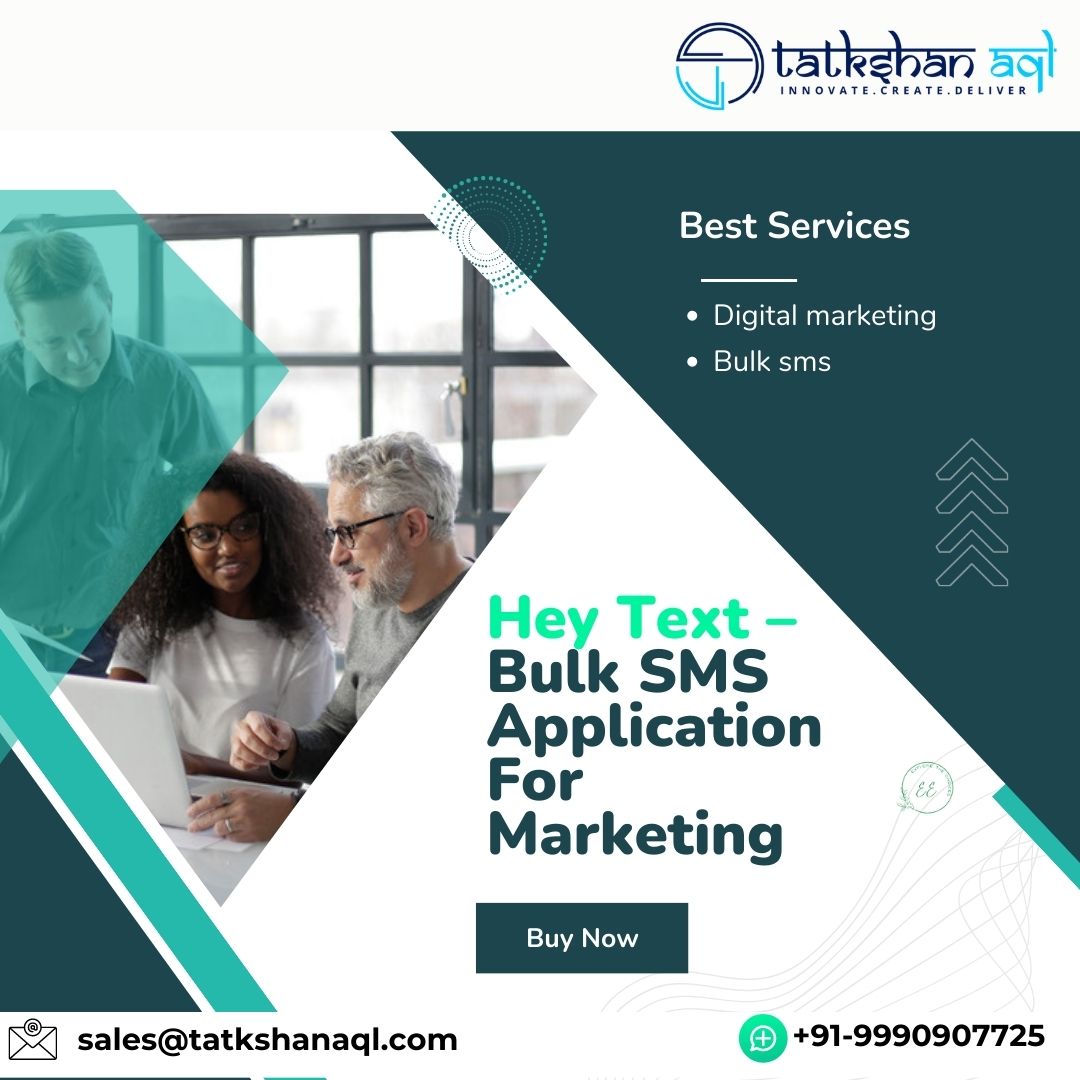 tatkshan aql
INNOVATE.CREATE.DELIVER
Best Services
Digital marketing
Bulk sms
Hey Text –
Bulk SMS
Application
For
Marketing
EE
Buy Now
sales@tatkshanaql.com
+91-9990907725